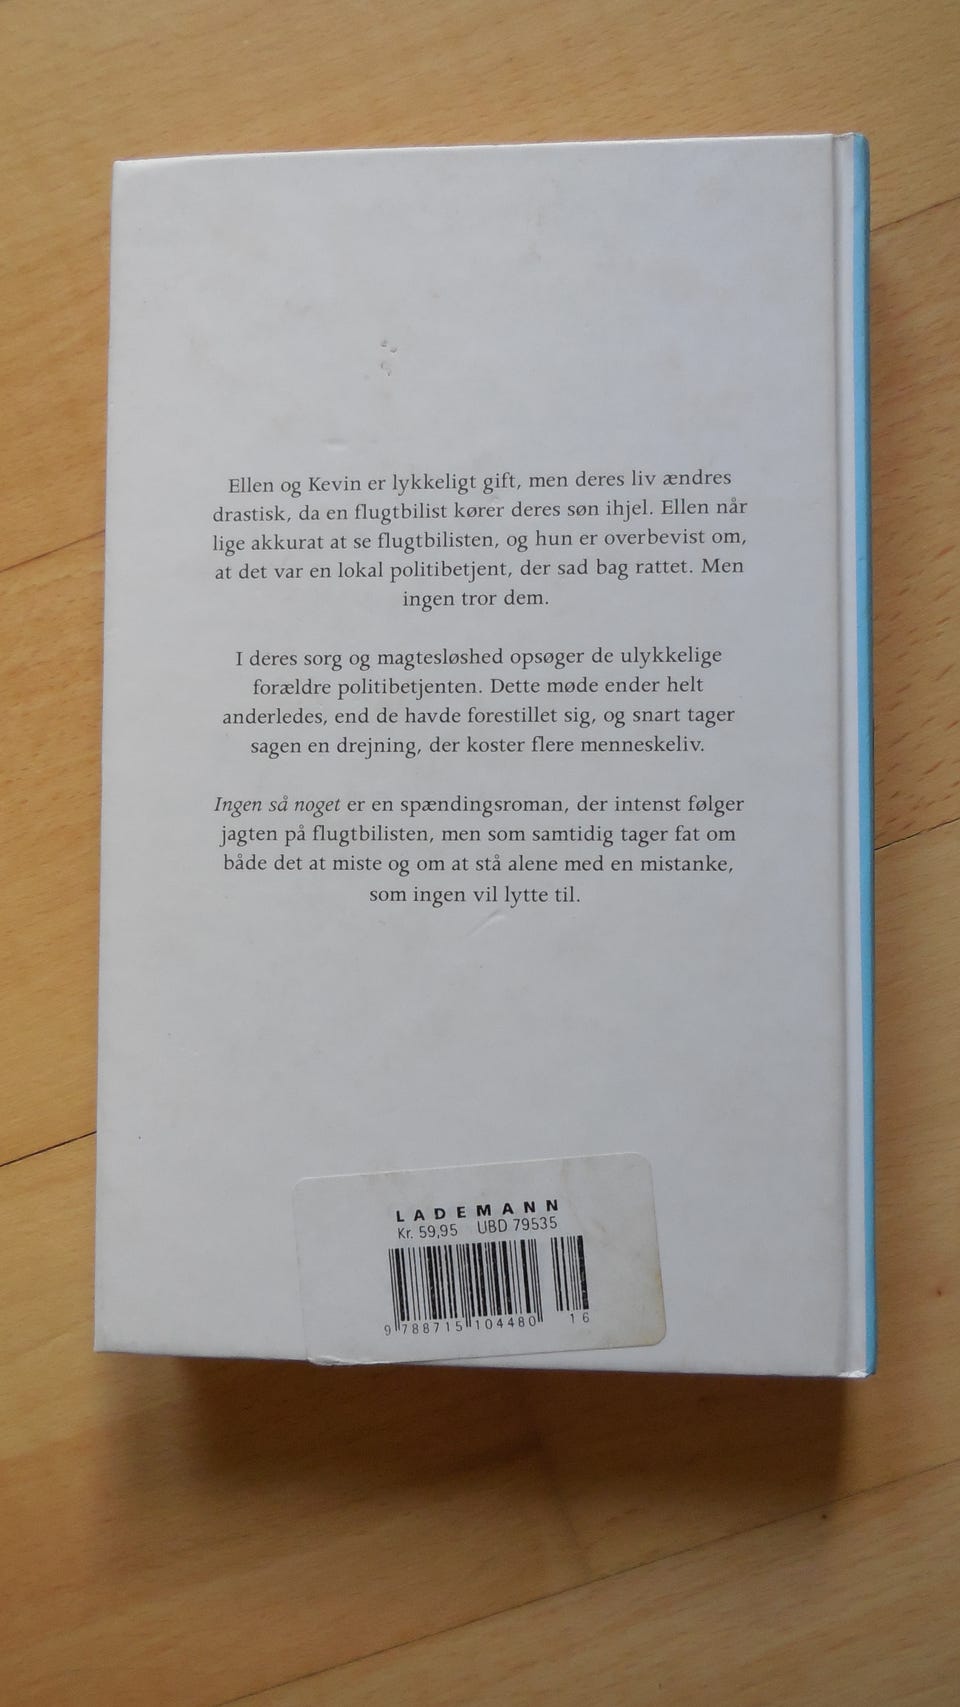 Ellen og Kevin er lykkeligt gift, men deres liv ændres
drastisk, da en flugtbilist kører deres søn ihjel. Ellen når
lige akkurat at se flugtbilisten, og hun er overbevist om,
at det var en lokal politibetjent, der sad bag rattet. Men
ingen tror dem.
I deres sorg og magtesløshed opsøger de ulykkelige
forældre politibetjenten. Dette møde ender helt
anderledes, end de havde forestillet sig, og snart tager
sagen en drejning, der koster flere menneskeliv.
Ingen så noget er en spændingsroman, der intenst følger
jagten på flugtbilisten, men som samtidig tager fat om
både det at miste og om at stå alene med en mistanke,
som ingen vil lytte til.
LADEMANN
Kr. 59,95 UBD 79535
9 788715 104480 16